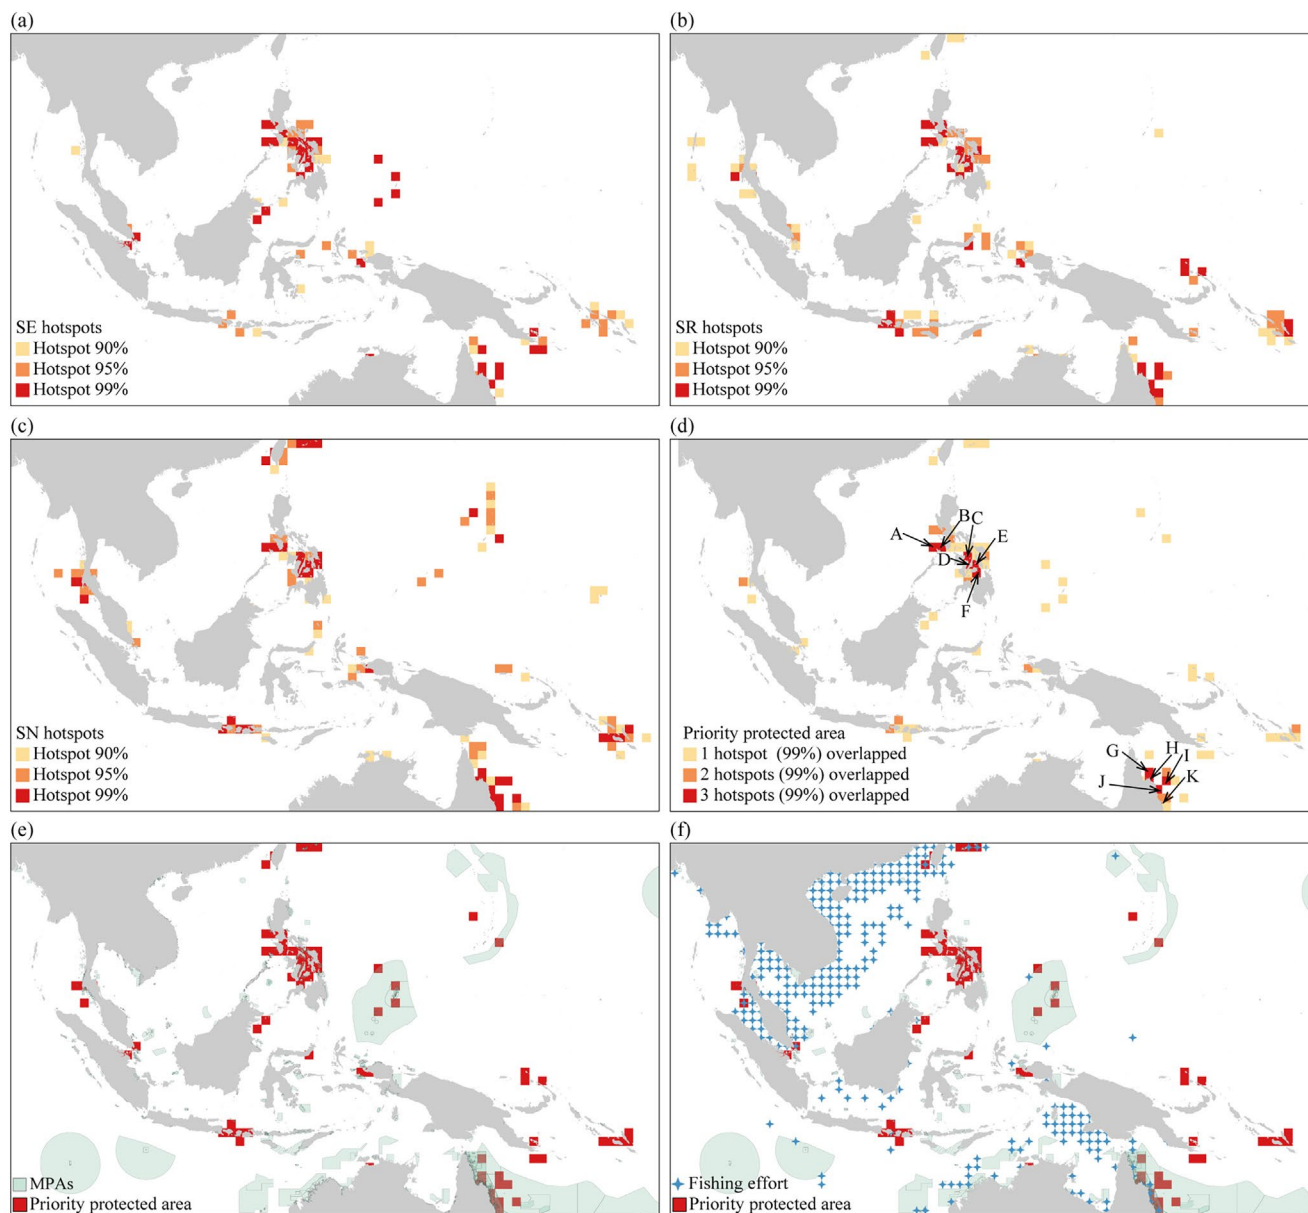 (a)
SE hotspots
Hotspot 90%
Hotspot 95%
Hotspot 99%
(b)
SR hotspots
Hotspot 90%
Hotspot 95%
Hotspot 99%
(c)
SN hotspots
Hotspot 90%
Hotspot 95%
Hotspot 99%
(d)
A
B
C
D
E
F
G
H
I
J
K
Priority protected area
1 hotspot (99%) overlapped
2 hotspots (99%) overlapped
3 hotspots (99%) overlapped
(e)
MPAs
Priority protected area
(f)
Fishing effort
Priority protected area